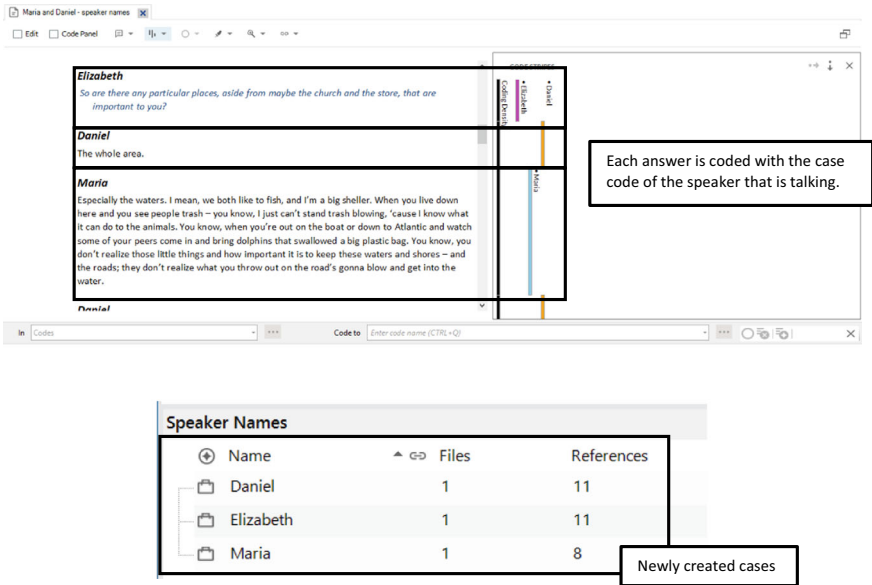 Maria and Daniel - speaker names
Edit Code Panel
Elizabeth
So are there any particular places, aside from maybe the church and the store, that are
important to you?
Daniel
The whole area.
Maria
Especially the waters. I mean, we both like to fish, and I'm a big sheller. When you live down
here and you see people trash – you know, I just can't stand trash blowing, 'cause I know what
it can do to the animals. You know, when you're out on the boat or down to Atlantic and watch
some of your peers come in and bring dolphins that swallowed a big plastic bag. You know, you
don't realize those little things and how important it is to keep these waters and shores – and
the roads; they don't realize what you throw out on the road's gonna blow and get into the
water.
Daniel
CODE STRIPES
Coding Density
Elizabeth
Daniel
Maria
Each answer is coded with the case
code of the speaker that is talking.
In Codes Code to Enter code name (CTRL+Q)
Speaker Names
Name Files References
Daniel 1 11
Elizabeth 1 11
Maria 1 8
Newly created cases